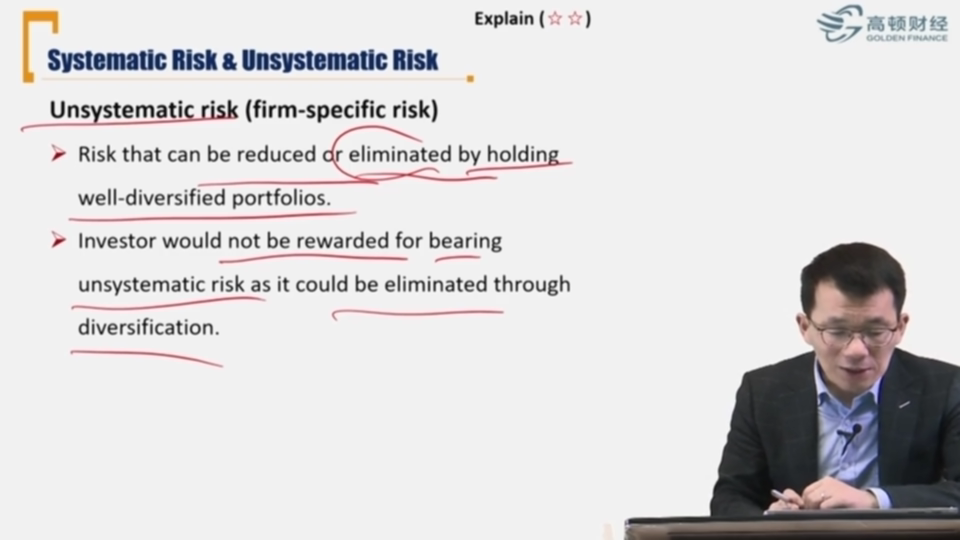 Explain (☆☆)
高顿财经
GOLDEN FINANCE
Systematic Risk & Unsystematic Risk
Unsystematic risk (firm-specific risk)
Risk that can be reduced or eliminated by holding
well-diversified portfolios.
Investor would not be rewarded for bearing
unsystematic risk as it could be eliminated through
diversification.